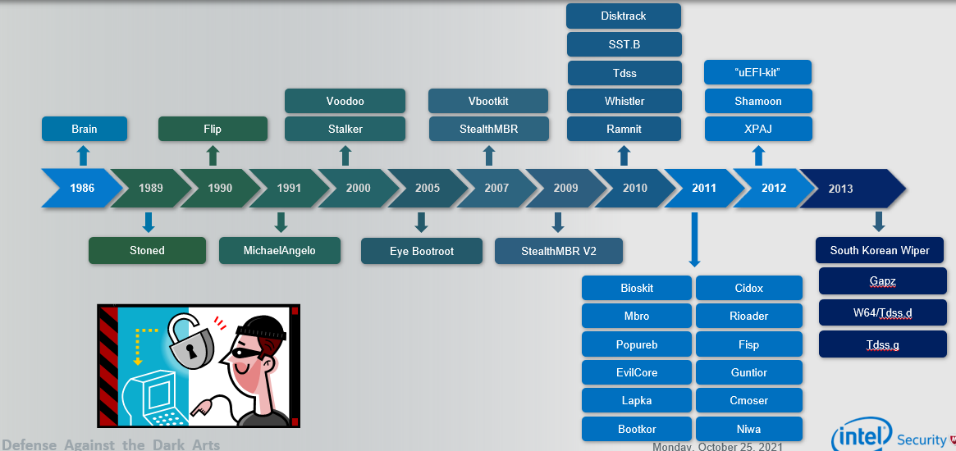 Disktrack
SST.B
Tdss
"uEFI-kit"
Voodoo
Vbootkit
Whistler
Shamoon
Brain
Flip
Stalker
StealthMBR
Ramnit
XPAJ
1986
1989
1990
1991
2000
2005
2007
2009
2010
2011
2012
2013
Stoned
MichaelAngelo
Eye Bootroot
StealthMBR V2
South Korean Wiper
Gapz
W64/Tdss.d
Tdss.g
Bioskit
Cidox
Mbro
Rioader
Popureb
Fisp
EvilCore
Guntior
Lapka
Cmoser
Bootkor
Niwa
Defense Against the Dark Arts
Monday, October 25, 2021
intel Security